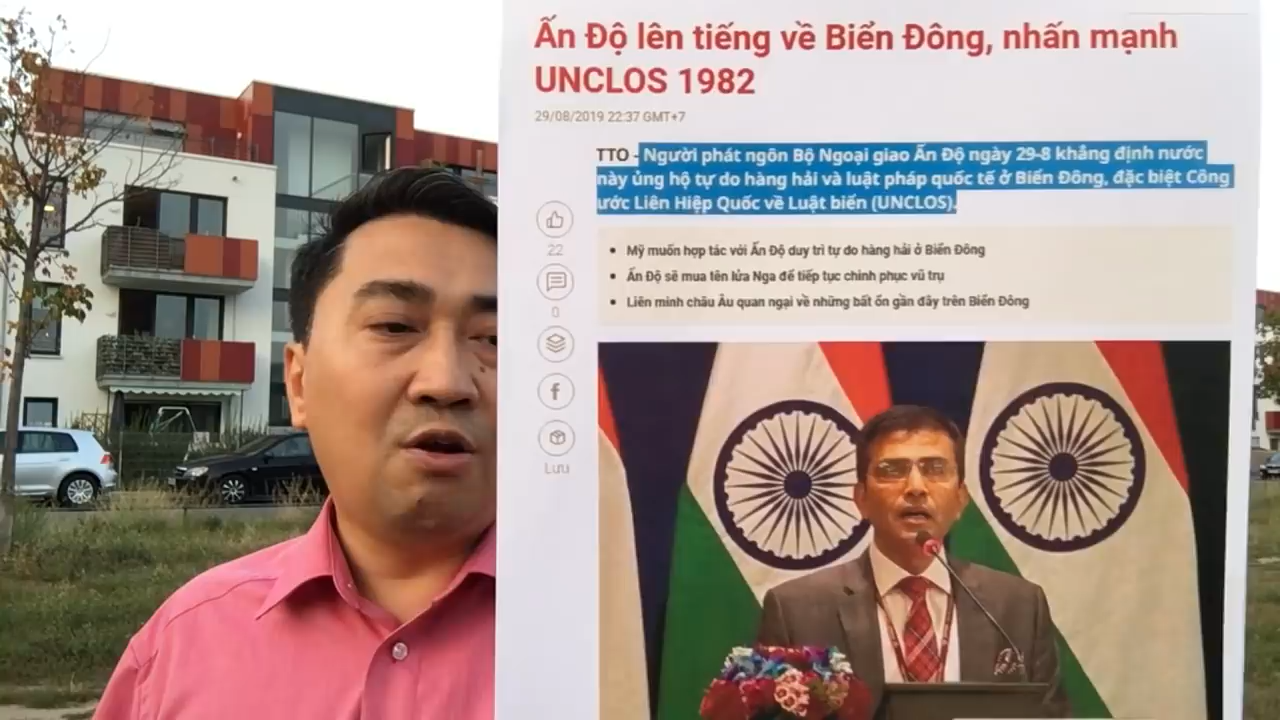 Ấn Độ lên tiếng về Biển Đông, nhấn mạnh
UNCLOS 1982
29/08/2019 22:37 GMT+7
TTO - Người phát ngôn Bộ Ngoại giao Ấn Độ ngày 29-8 khẳng định nước
này ủng hộ tự do hàng hải và luật pháp quốc tế ở Biển Đông, đặc biệt Công
ước Liên Hiệp Quốc về Luật biển (UNCLOS).
22
0
Lưu
• Mỹ muốn hợp tác với Ấn Độ duy trì tự do hàng hải ở Biển Đông
• Ấn Độ sẽ mua tên lửa Nga để tiếp tục chinh phục vũ trụ
• Liên minh châu Âu quan ngại về những bất ổn gần đây trên Biển Đông